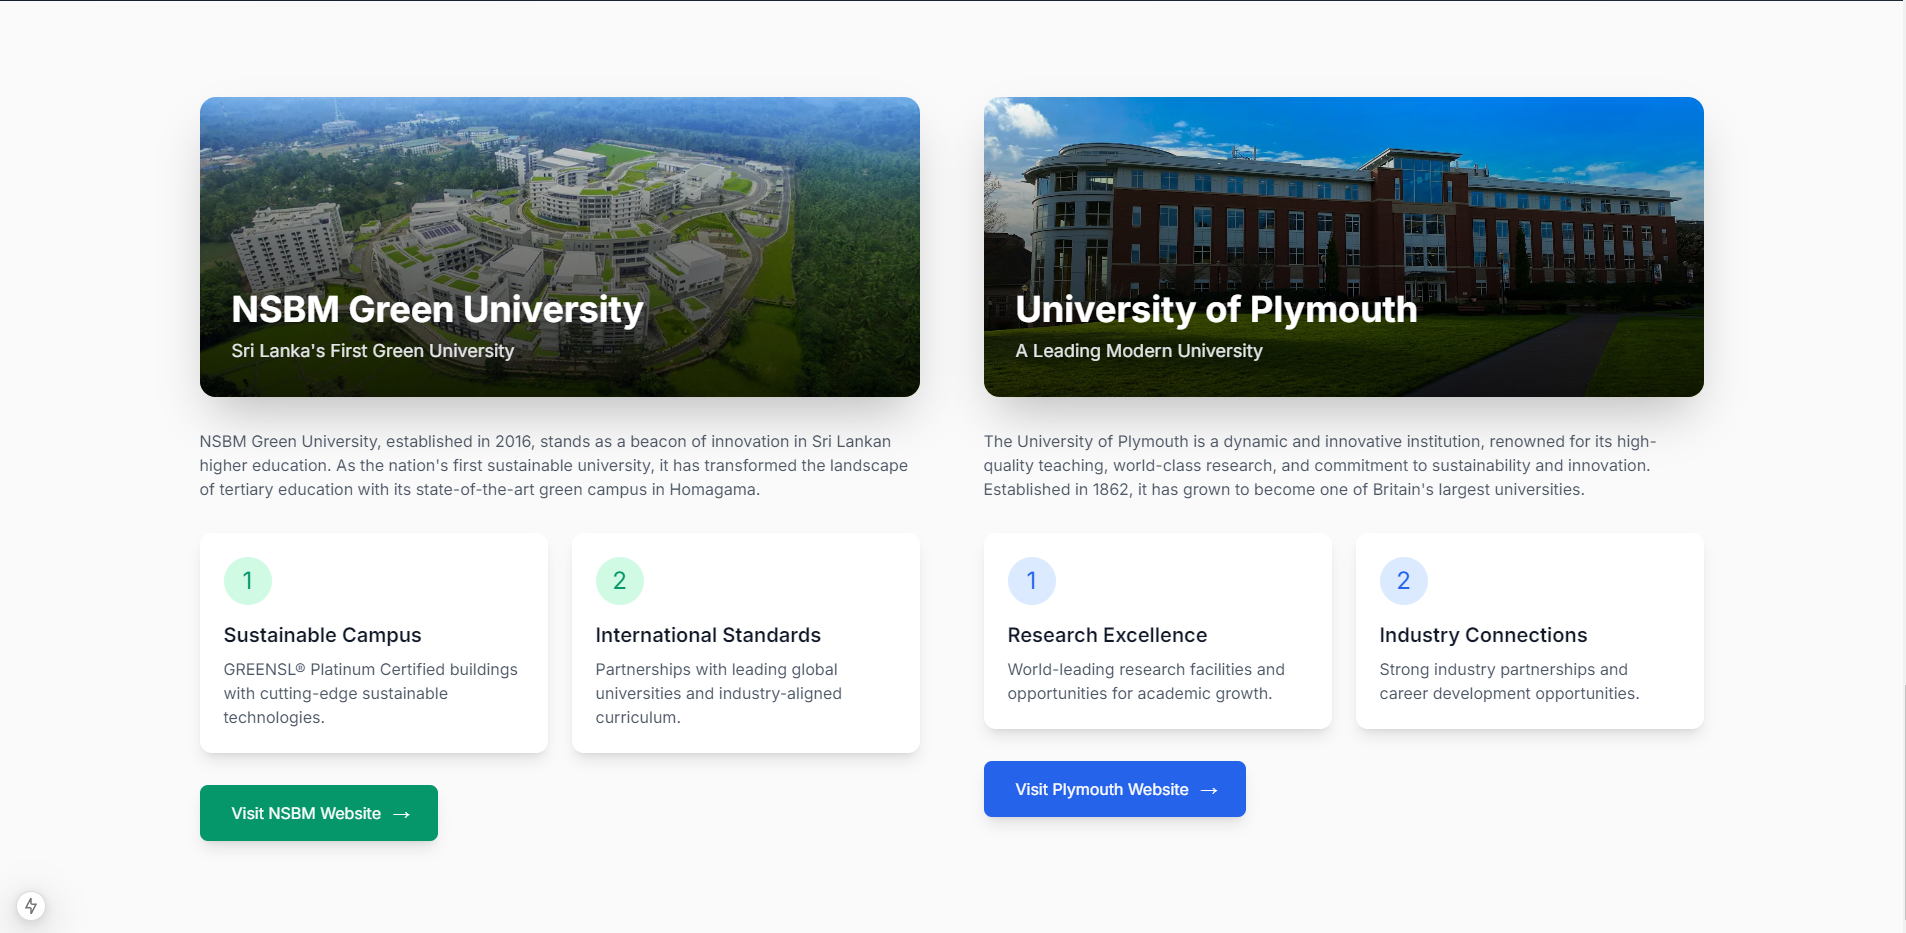 NSBM Green University
Sri Lanka's First Green University
NSBM Green University, established in 2016, stands as a beacon of innovation in Sri Lankan
higher education. As the nation's first sustainable university, it has transformed the landscape
of tertiary education with its state-of-the-art green campus in Homagama.
1
Sustainable Campus
GREENSL® Platinum Certified buildings
with cutting-edge sustainable
technologies.
2
International Standards
Partnerships with leading global
universities and industry-aligned
curriculum.
Visit NSBM Website →
University of Plymouth
A Leading Modern University
The University of Plymouth is a dynamic and innovative institution, renowned for its high-
quality teaching, world-class research, and commitment to sustainability and innovation.
Established in 1862, it has grown to become one of Britain's largest universities.
1
Research Excellence
World-leading research facilities and
opportunities for academic growth.
2
Industry Connections
Strong industry partnerships and
career development opportunities.
Visit Plymouth Website →